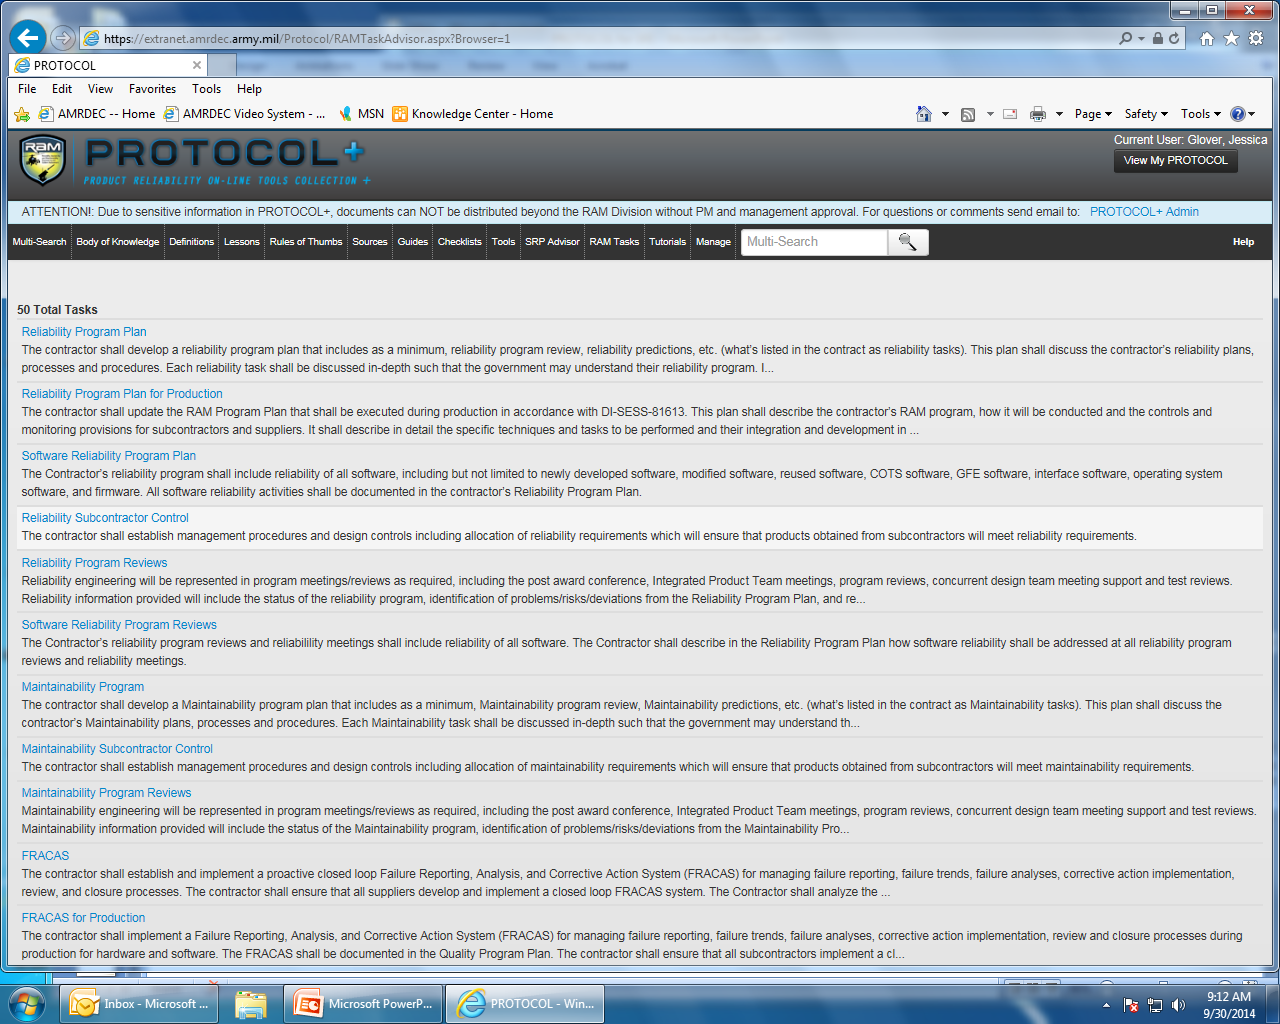 https://extranet.amrdec.army.mil/Protocol/RAMTaskAdvisor.aspx?Browser=1
PROTOCOL
File Edit View Favorites Tools Help
AMRDEC -- Home AMRDEC Video System - ... MSN Knowledge Center - Home Page Safety Tools
RAM PROTOCOL+
PRODUCT RELIABILITY ON-LINE TOOLS COLLECTION +
Current User: Glover, Jessica
View My PROTOCOL
ATTENTION!: Due to sensitive information in PROTOCOL+, documents can NOT be distributed beyond the RAM Division without PM and management approval. For questions or comments send email to: PROTOCOL+ Admin
Multi-Search Body of Knowledge Definitions Lessons Rules of Thumbs Sources Guides Checklists Tools SRP Advisor RAM Tasks Tutorials Manage Multi-Search Help
50 Total Tasks
Reliability Program Plan
The contractor shall develop a reliability program plan that includes as a minimum, reliability program review, reliability predictions, etc. (what's listed in the contract as reliability tasks). This plan shall discuss the contractor's reliability plans,
processes and procedures. Each reliability task shall be discussed in-depth such that the government may understand their reliability program. I...
Reliability Program Plan for Production
The contractor shall update the RAM Program Plan that shall be executed during production in accordance with DI-SESS-81613. This plan shall describe the contractor's RAM program, how it will be conducted and the controls and
monitoring provisions for subcontractors and suppliers. It shall describe in detail the specific techniques and tasks to be performed and their integration and development in ...
Software Reliability Program Plan
The Contractor's reliability program shall include reliability of all software, including but not limited to newly developed software, modified software, reused software, COTS software, GFE software, interface software, operating system
software, and firmware. All software reliability activities shall be documented in the contractor's Reliability Program Plan.
Reliability Subcontractor Control
The contractor shall establish management procedures and design controls including allocation of reliability requirements which will ensure that products obtained from subcontractors will meet reliability requirements.
Reliability Program Reviews
Reliability engineering will be represented in program meetings/reviews as required, including the post award conference, Integrated Product Team meetings, program reviews, concurrent design team meeting support and test reviews.
Reliability information provided will include the status of the reliability program, identification of problems/risks/deviations from the Reliability Program Plan, and re...
Software Reliability Program Reviews
The Contractor's reliability program reviews and reliablility meetings shall include reliability of all software. The Contractor shall describe in the Reliability Program Plan how software reliability shall be addressed at all reliability program
reviews and reliability meetings.
Maintainability Program
The contractor shall develop a Maintainability program plan that includes as a minimum, Maintainability program review, Maintainability predictions, etc. (what's listed in the contract as Maintainability tasks). This plan shall discuss the
contractor's Maintainability plans, processes and procedures. Each Maintainability task shall be discussed in-depth such that the government may understand th...
Maintainability Subcontractor Control
The contractor shall establish management procedures and design controls including allocation of maintainability requirements which will ensure that products obtained from subcontractors will meet maintainability requirements.
Maintainability Program Reviews
Maintainability engineering will be represented in program meetings/reviews as required, including the post award conference, Integrated Product Team meetings, program reviews, concurrent design team meeting support and test reviews.
Maintainability information provided will include the status of the Maintainability program, identification of problems/risks/deviations from the Maintainability Pro...
FRACAS
The contractor shall establish and implement a proactive closed loop Failure Reporting, Analysis, and Corrective Action System (FRACAS) for managing failure reporting, failure trends, failure analyses, corrective action implementation,
review, and closure processes. The contractor shall ensure that all suppliers develop and implement a closed loop FRACAS system. The Contractor shall analyze the ...
FRACAS for Production
The contractor shall implement a Failure Reporting, Analysis, and Corrective Action System (FRACAS) for managing failure reporting, failure trends, failure analyses, corrective action implementation, review and closure processes during
production for hardware and software. The FRACAS shall be documented in the Quality Program Plan. The contractor shall ensure that all subcontractors implement a cl...
Inbox - Microsoft ... Microsoft PowerP... PROTOCOL - Win... 9:12 AM
9/30/2014